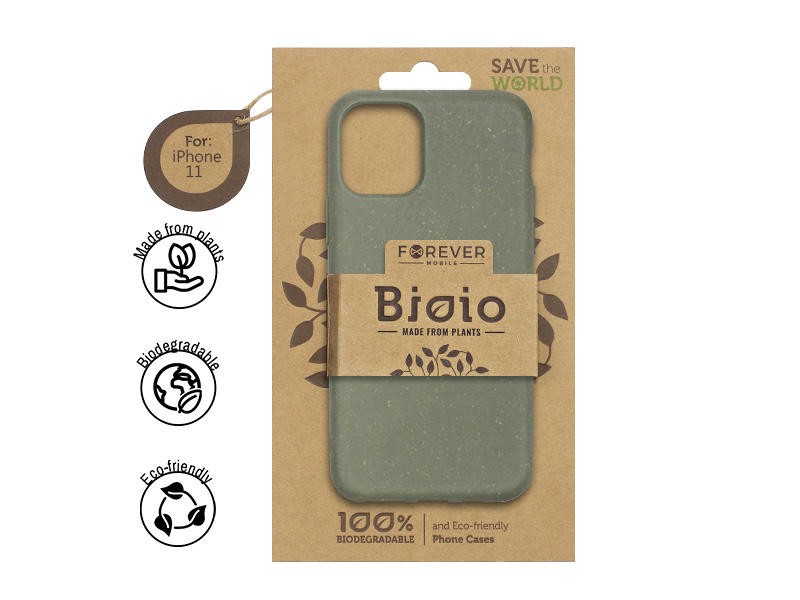 SAVE the
WORLD
For:
iPhone
11
Made from plants
Biodegradable
Eco-friendly
FOREVER
MOBILE
Bioio
MADE FROM PLANTS
100%
BIODEGRADABLE
and Eco-friendly
Phone Cases